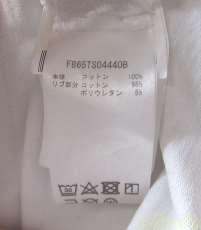 FB65TS04440B
本体 コットン 100%
リブ部分 コットン 95%
ポリウレタン 5%